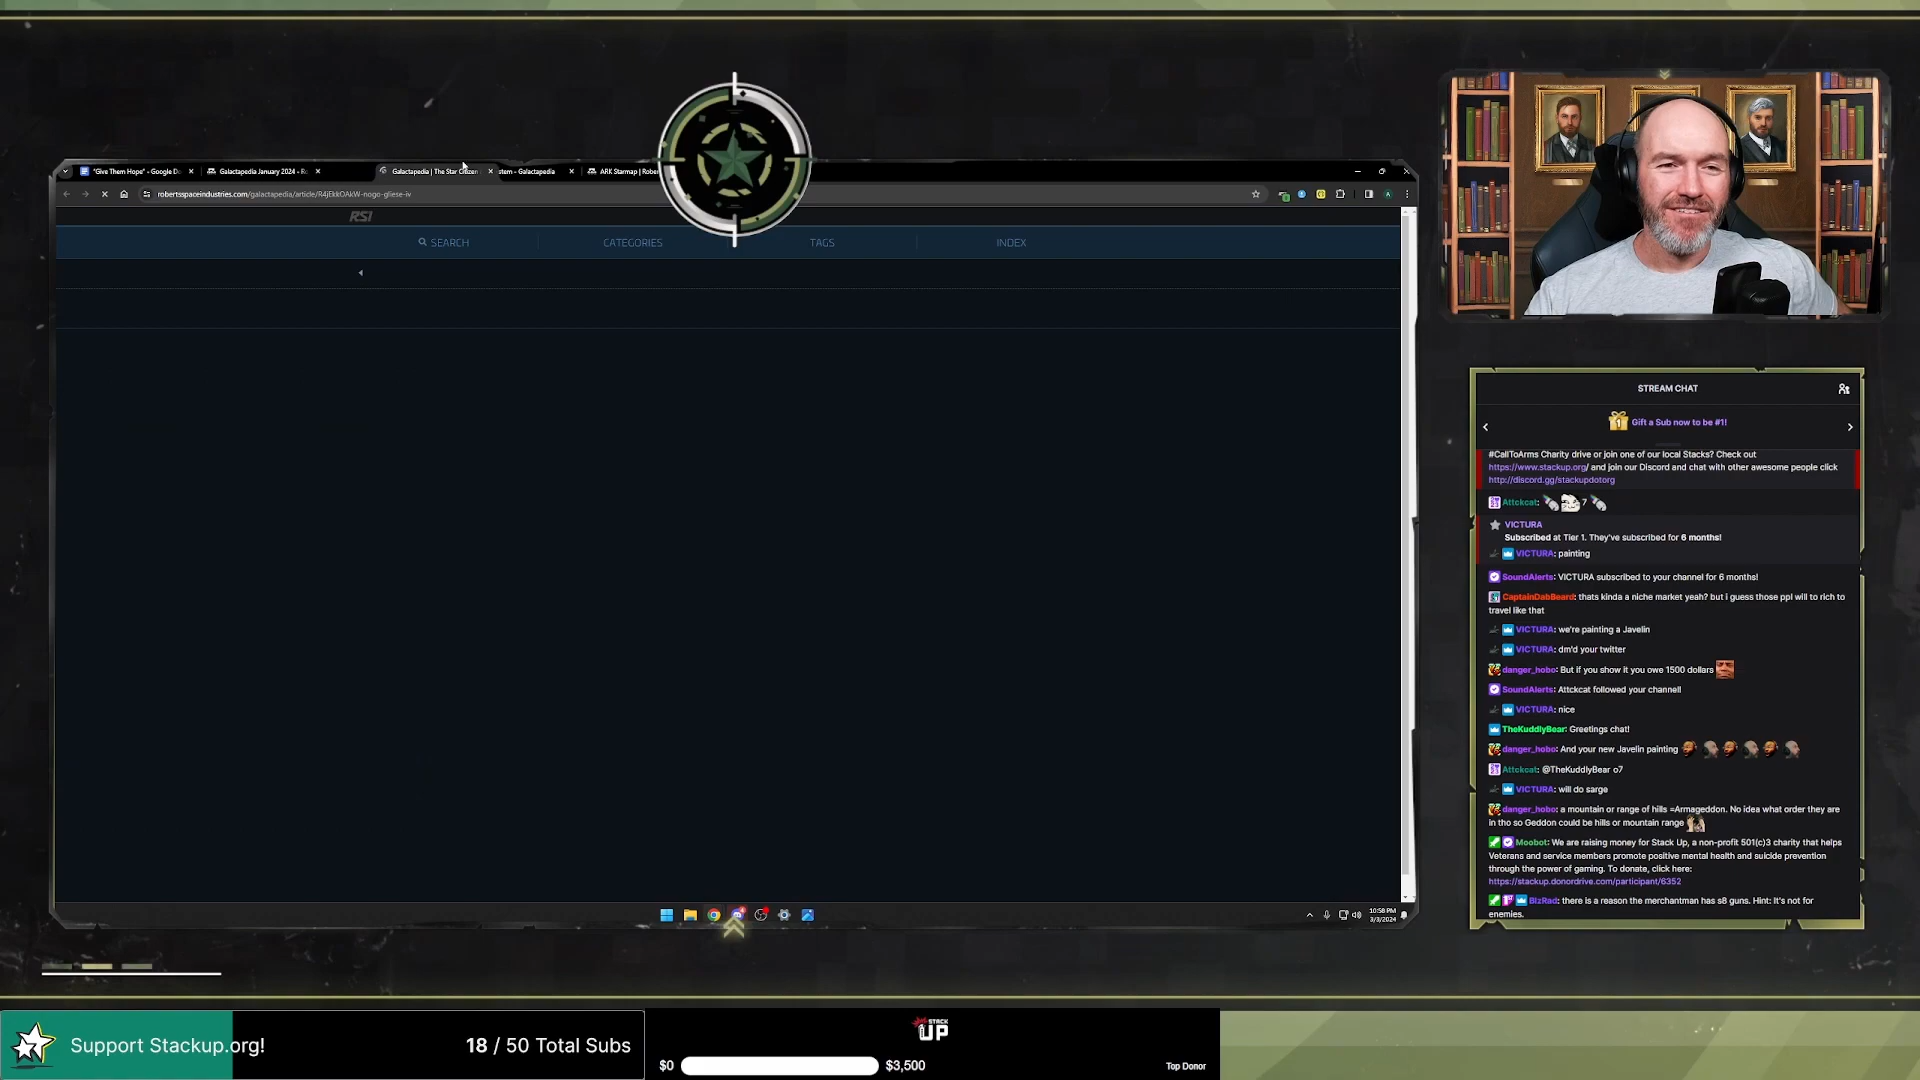 "Give Them Hope" - Google Do
Galactapedia January 2024 - Ro
Galactapedia | The Star Citizen
stem - Galactapedia
ARK Starmap | Rober
robertsspaceindustries.com/galactapedia/article/R4jEkkOAkW-nogo-gliese-iv
RSI
SEARCH
CATEGORIES
TAGS
INDEX
10:58 PM
3/3/2024
STREAM CHAT
Gift a Sub now to be #1!
#CallToArms Charity drive or join one of our local Stacks? Check out
https://www.stackup.org/ and join our Discord and chat with other awesome people click
http://discord.gg/stackupdotorg
Attckcat: 7
VICTURA
Subscribed at Tier 1. They've subscribed for 6 months!
VICTURA: painting
SoundAlerts: VICTURA subscribed to your channel for 6 months!
CaptainDabBeard: thats kinda a niche market yeah? but i guess those ppl will to rich to
travel like that
VICTURA: we're painting a Javelin
VICTURA: dm'd your twitter
danger_hobo: But if you show it you owe 1500 dollars
SoundAlerts: Attckcat followed your channel!
VICTURA: nice
TheKuddlyBear: Greetings chat!
danger_hobo: And your new Javelin painting
Attckcat: @TheKuddlyBear o7
VICTURA: will do sarge
danger_hobo: a mountain or range of hills =Armageddon. No idea what order they are
in tho so Geddon could be hills or mountain range
Moobot: We are raising money for Stack Up, a non-profit 501(c)3 charity that helps
Veterans and service members promote positive mental health and suicide prevention
through the power of gaming. To donate, click here:
https://stackup.donordrive.com/participant/6352
BizRad: there is a reason the merchantman has s8 guns. Hint: It's not for
enemies.
Support Stackup.org!
18 / 50 Total Subs
STACK
UP
$0
$3,500
Top Donor